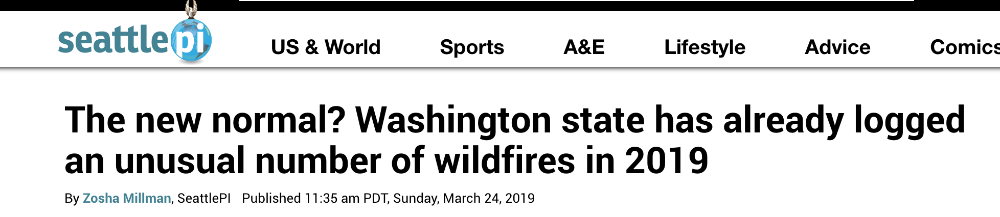 seattlepi
US & World Sports A&E Lifestyle Advice Comics
The new normal? Washington state has already logged
an unusual number of wildfires in 2019
By Zosha Millman, SeattlePI Published 11:35 am PDT, Sunday, March 24, 2019